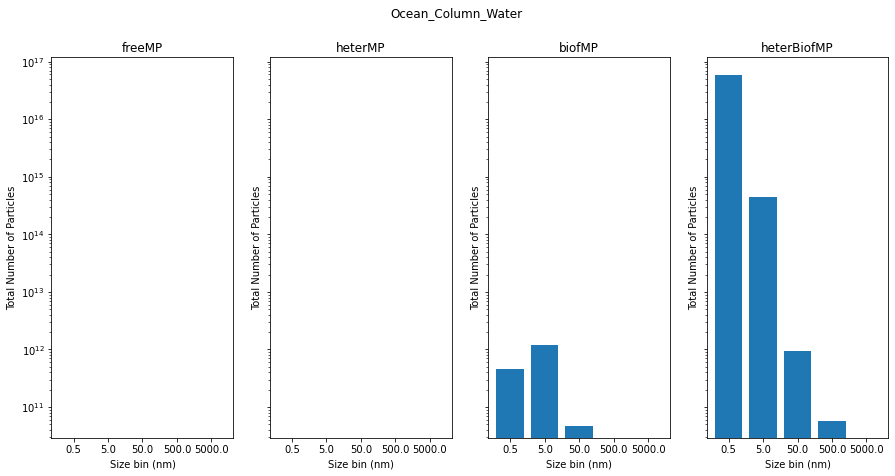 Ocean_Column_Water
freeMP
heterMP
biofMP
heterBiofMP
Total Number of Particles
10^17
10^16
10^15
10^14
10^13
10^12
10^11
0.5 5.0 50.0 500.0 5000.0
Size bin (nm)
Total Number of Particles
0.5 5.0 50.0 500.0 5000.0
Size bin (nm)
Total Number of Particles
0.5 5.0 50.0 500.0 5000.0
Size bin (nm)
Total Number of Particles
0.5 5.0 50.0 500.0 5000.0
Size bin (nm)